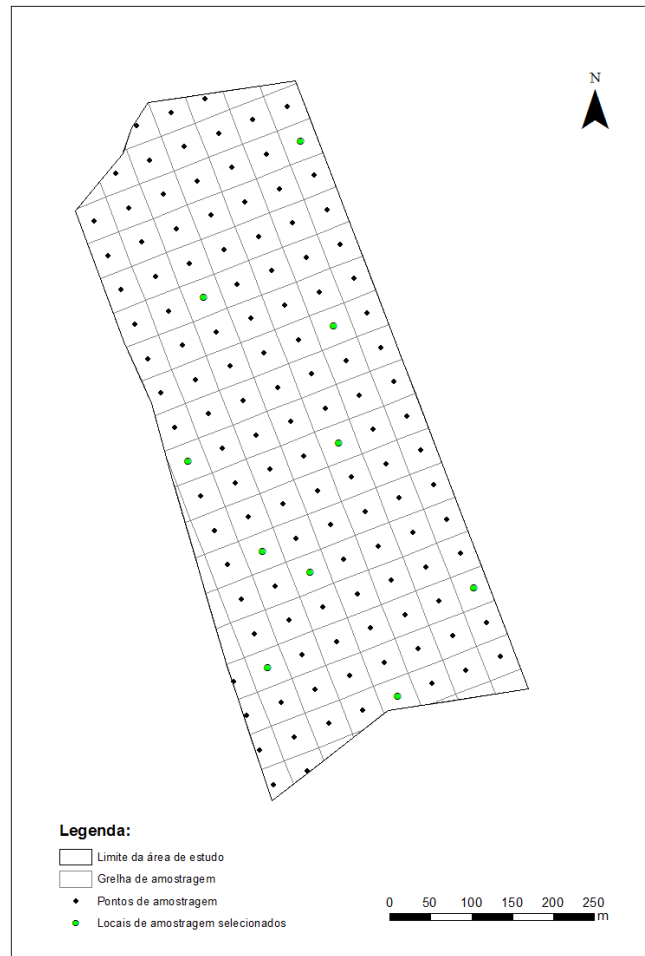 N
Legenda:
Limite da área de estudo
Grelha de amostragem
Pontos de amostragem
Locais de amostragem selecionados
0 50 100 150 200 250
m